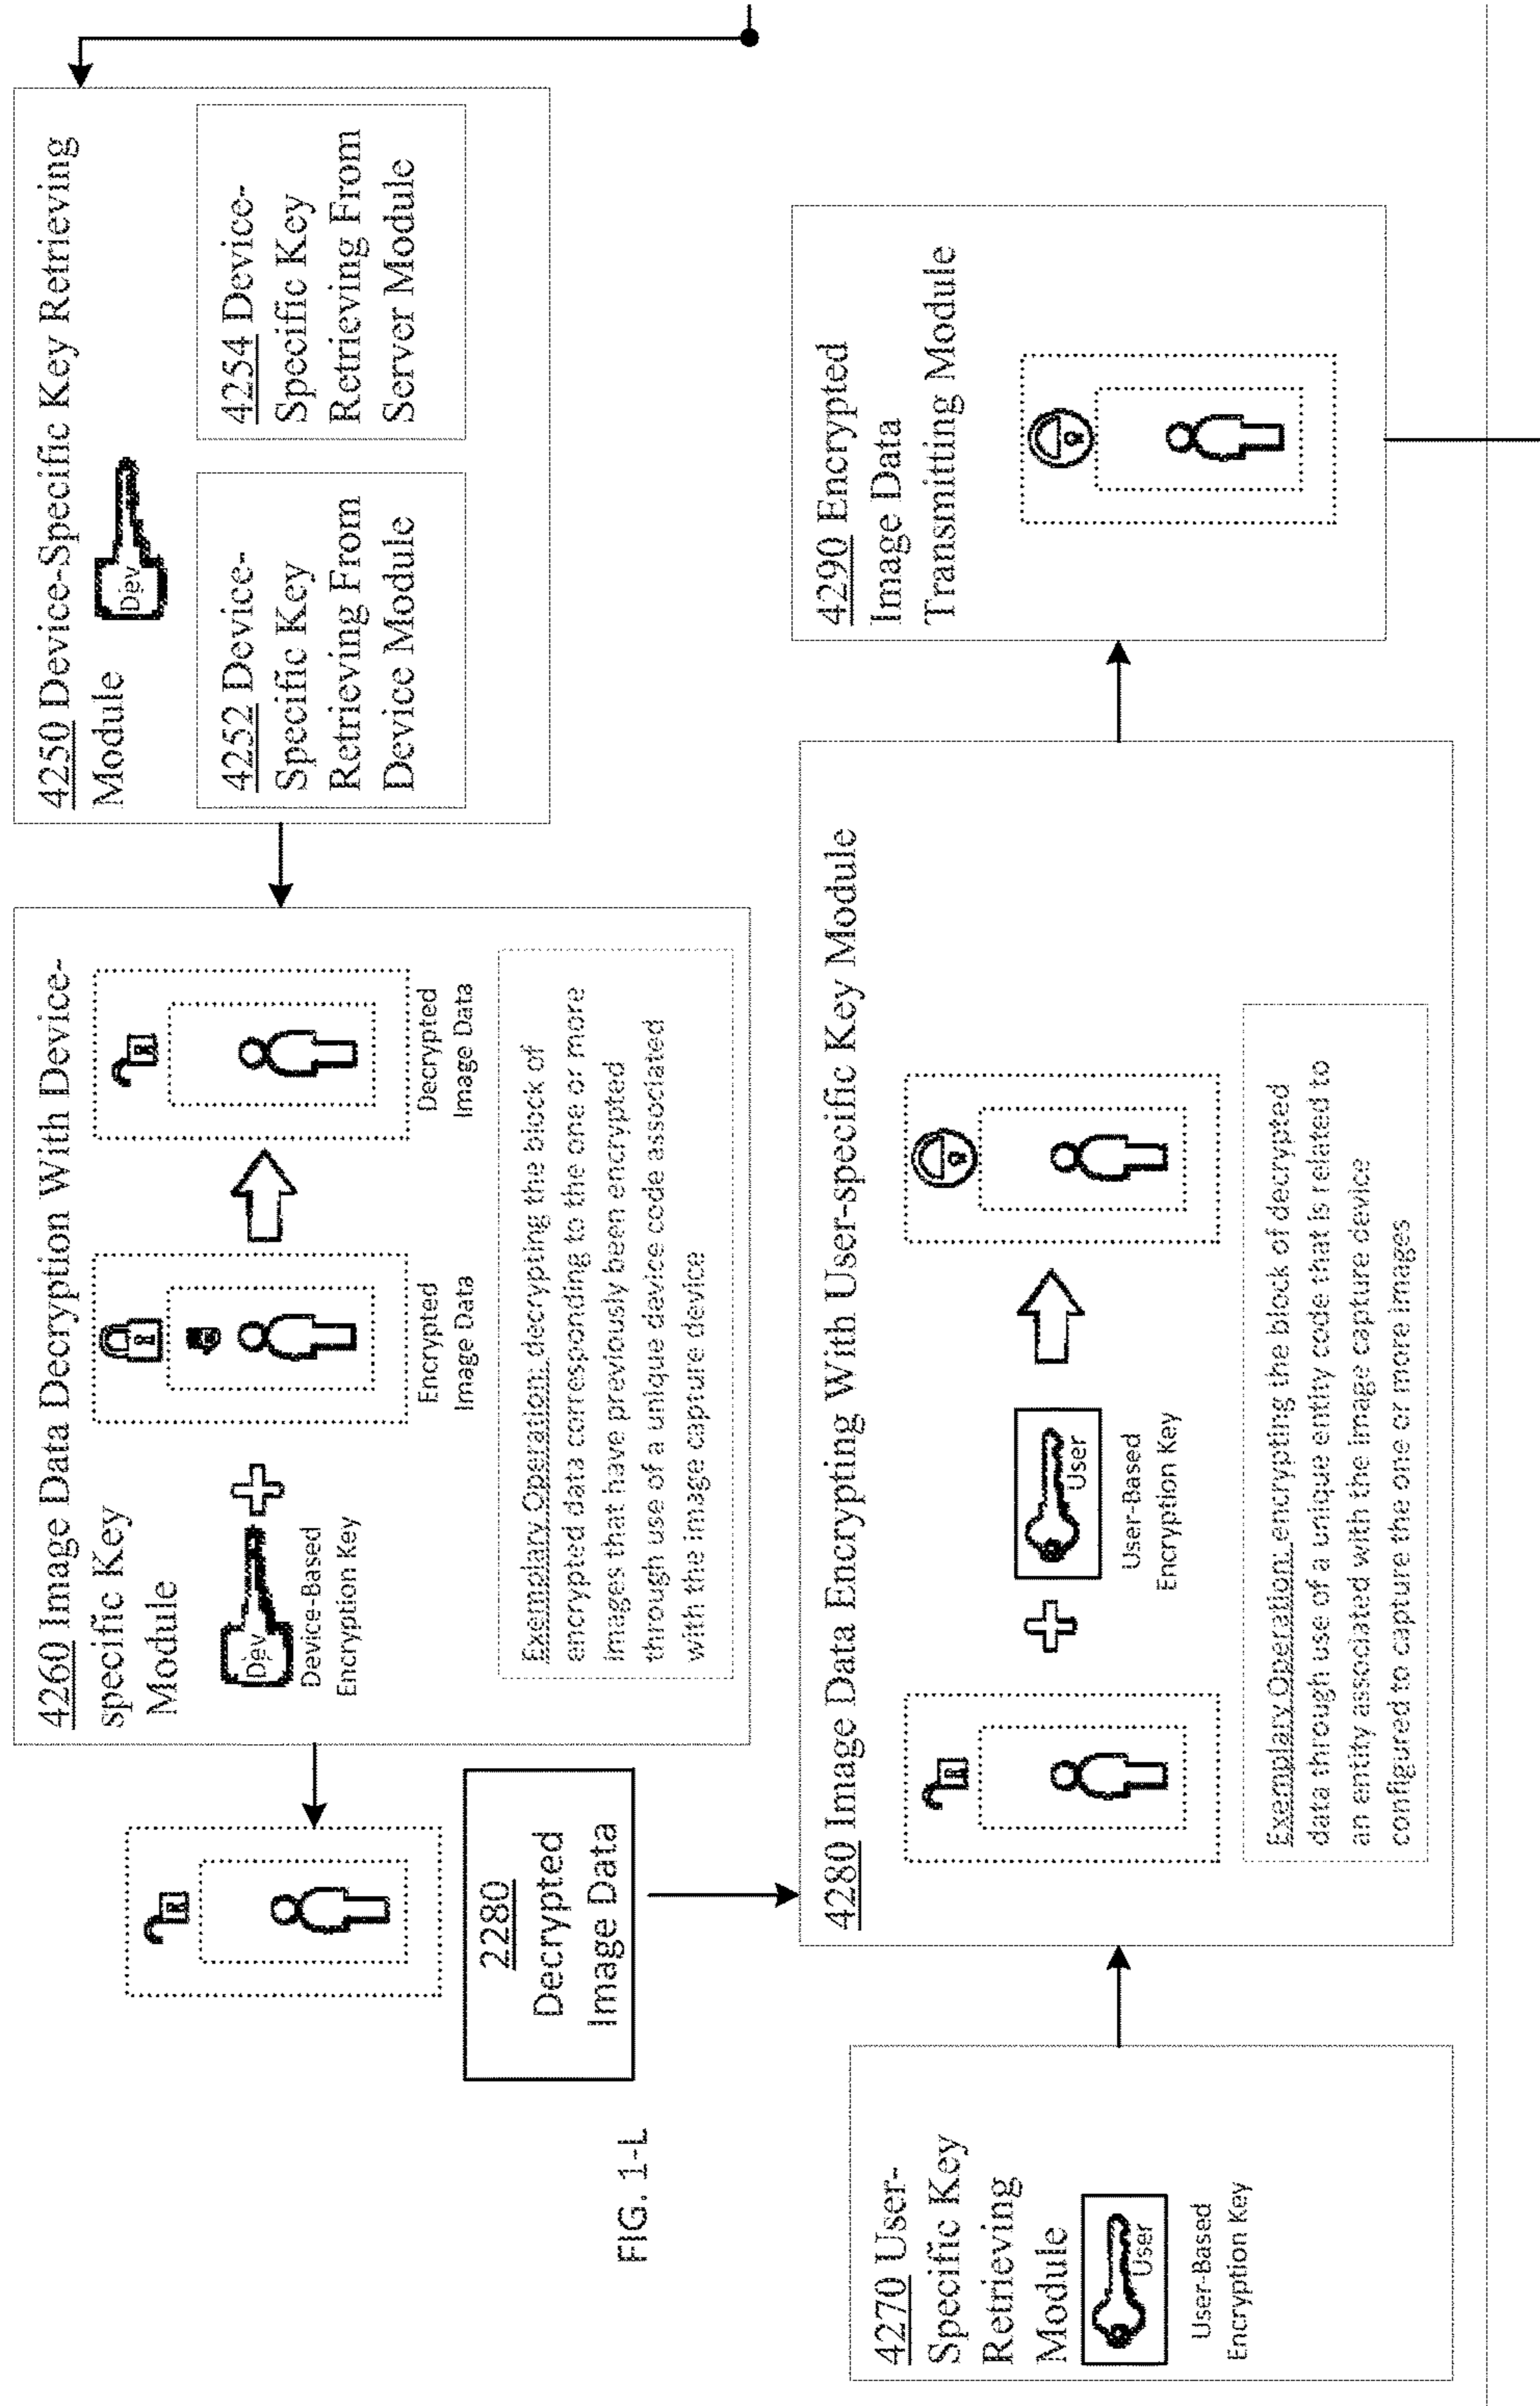 4250 Device-Specific Key Retrieving
Module
Dev
4252 Device-
Specific Key
Retrieving From
Device Module
4254 Device-
Specific Key
Retrieving From
Server Module
4260 Image Data Decryption With Device-
specific Key
Module
Dev
Device-Based
Encryption Key
Encrypted
Image Data
Decrypted
Image Data
Exemplary Operation: decrypting the block of
encrypted data corresponding to the one or more
images that have previously been encrypted
through use of a unique device code associated
with the image capture device
2280
Decrypted
Image Data
FIG. 1-L
4270 User-
Specific Key
Retrieving
Module
User
User-Based
Encryption Key
4280 Image Data Encrypting With User-specific Key Module
User
User-Based
Encryption Key
Exemplary Operation: encrypting the block of decrypted
data through use of a unique entity code that is related to
an entity associated with the image capture device
configured to capture the one or more images
4290 Encrypted
Image Data
Transmitting Module